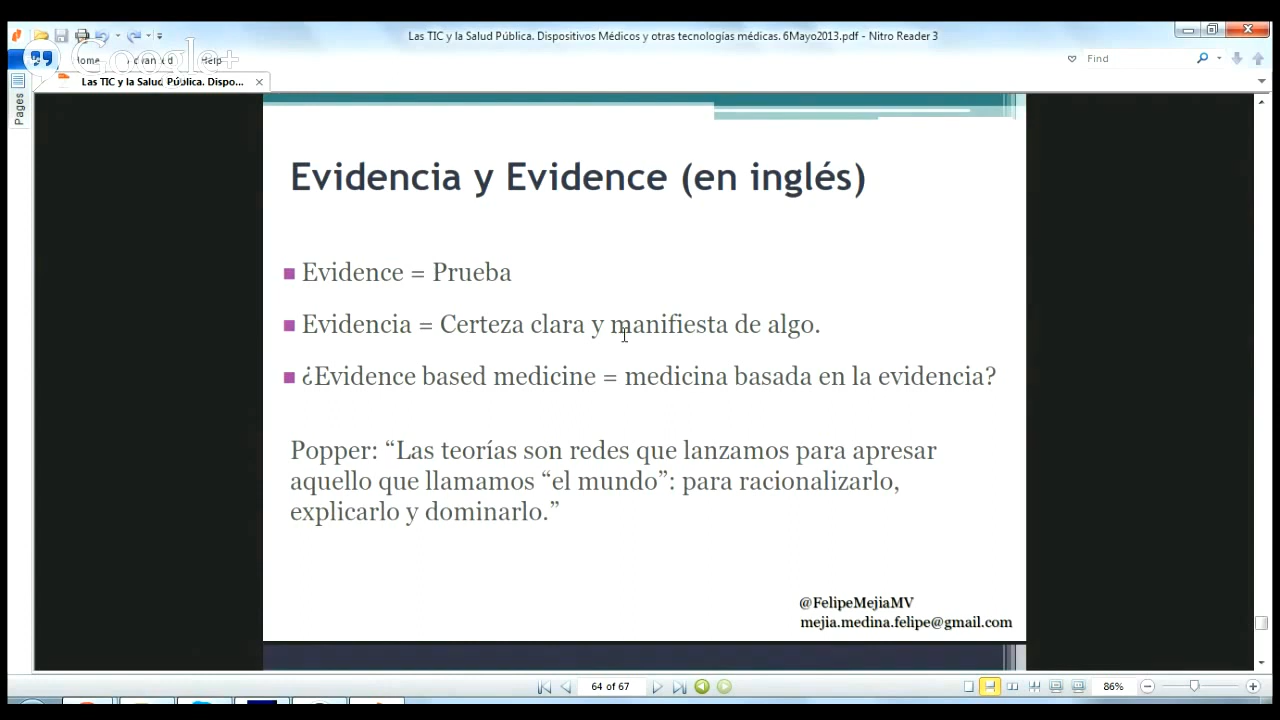 Las TIC y la Salud Pública. Dispositivos Médicos y otras tecnologías médicas. 6Mayo2013.pdf - Nitro Reader 3
Google+
Home Help
Find
Las TIC y la Salud Pública. Dispo...
Pages
Evidencia y Evidence (en inglés)
Evidence = Prueba
Evidencia = Certeza clara y manifiesta de algo.
¿Evidence based medicine = medicina basada en la evidencia?
Popper: “Las teorías son redes que lanzamos para apresar
aquello que llamamos “el mundo”: para racionalizarlo,
explicarlo y dominarlo.”
@FelipeMejiaMV
mejia.medina.felipe@gmail.com
64 of 67
86%